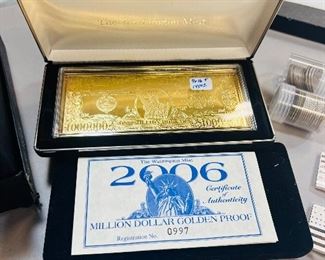 The Washington Mint
1000000
The Washington Mint
2006
Certificate
of
Authenticity
MILLION DOLLAR GOLDEN PROOF
Registration No. 0997